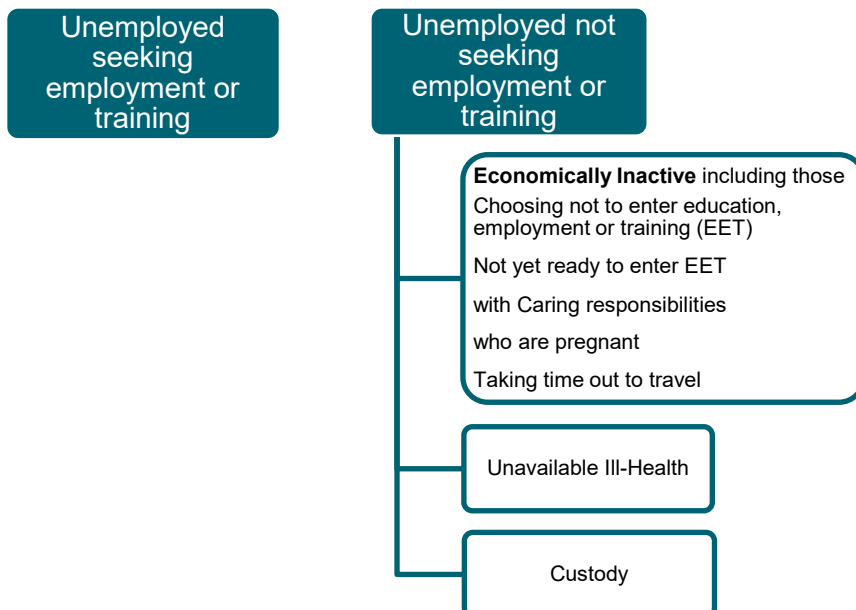 Unemployed
seeking
employment or
training
Unemployed not
seeking
employment or
training
Economically Inactive including those
Choosing not to enter education,
employment or training (EET)
Not yet ready to enter EET
with Caring responsibilities
who are pregnant
Taking time out to travel
Unavailable Ill-Health
Custody